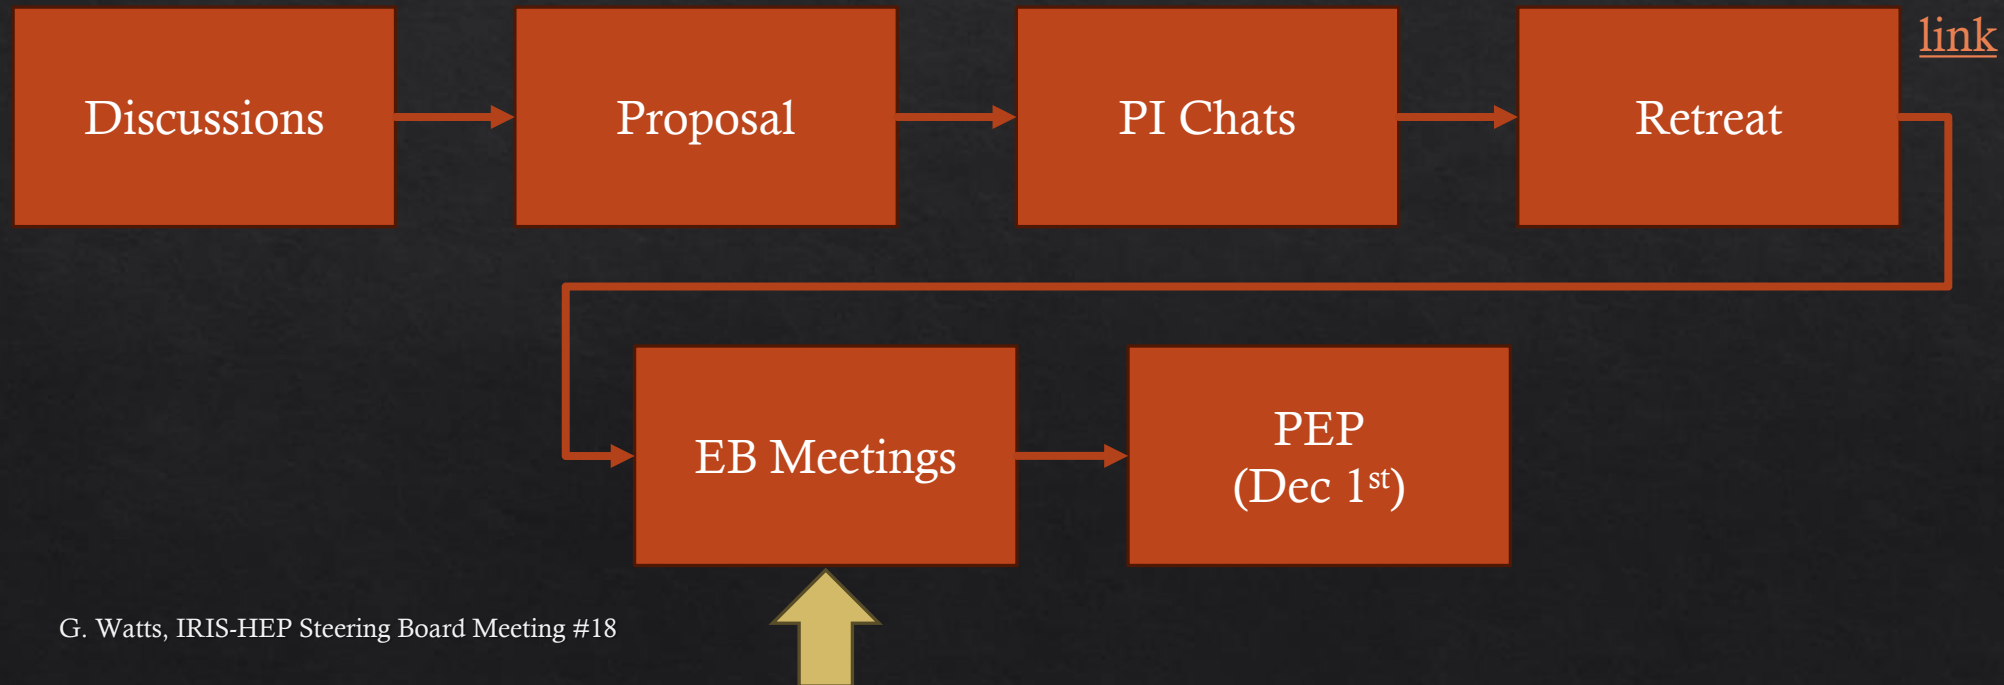 link
Discussions
Proposal
PI Chats
Retreat
EB Meetings
PEP
(Dec 1st)
G. Watts, IRIS-HEP Steering Board Meeting #18